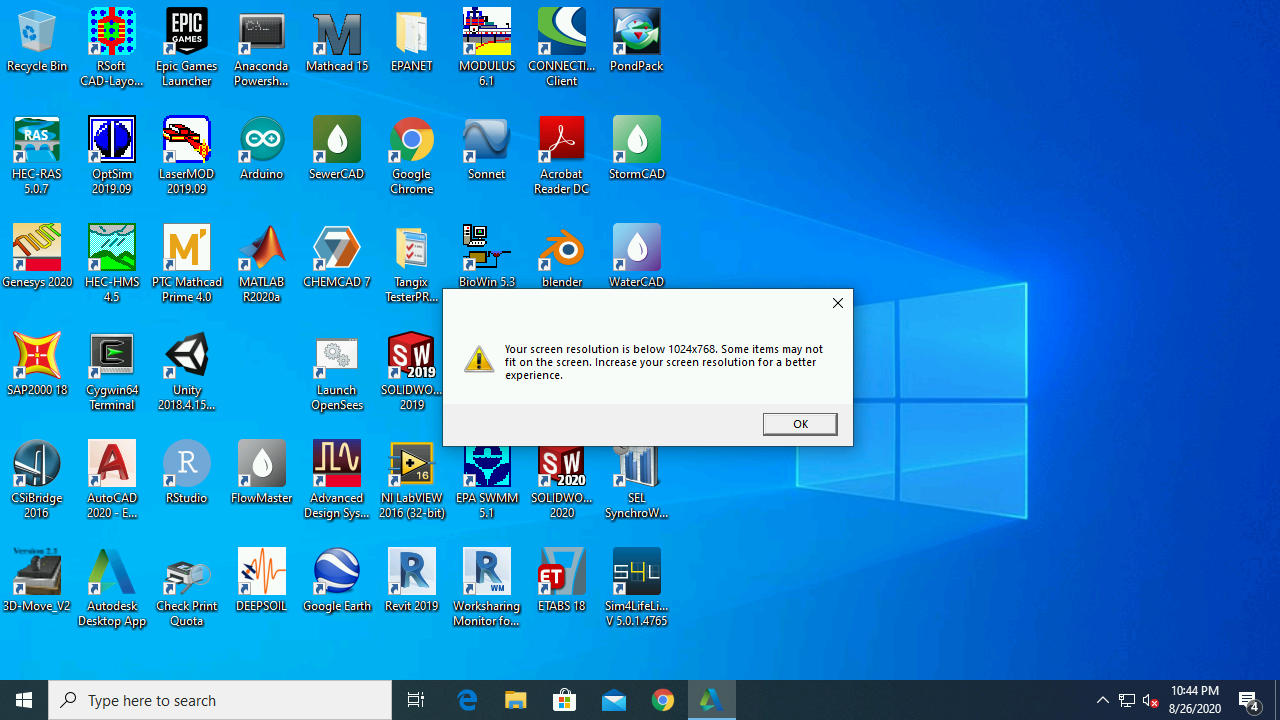 Recycle Bin
RSoft
CAD-Layo...
Epic Games
Launcher
Anaconda
Powersh...
Mathcad 15
EPANET
MODULUS
6.1
CONNECTI...
Client
PondPack
HEC-RAS
5.0.7
OptSim
2019.09
LaserMOD
2019.09
Arduino
SewerCAD
Google
Chrome
Sonnet
Acrobat
Reader DC
StormCAD
Genesys 2020
HEC-HMS
4.5
PTC Mathcad
Prime 4.0
MATLAB
R2020a
CHEMCAD 7
Tangix
TesterPR...
BioWin 5.3
blender
WaterCAD
Your screen resolution is below 1024x768. Some items may not
fit on the screen. Increase your screen resolution for a better
experience.
OK
SAP2000 18
Cygwin64
Terminal
Unity
2018.4.15...
Launch
OpenSees
SOLIDWO...
2019
CSiBridge
2016
AutoCAD
2020 - E...
RStudio
FlowMaster
Advanced
Design Sys...
NI LabVIEW
2016 (32-bit)
EPA SWMM
5.1
SOLIDWO...
2020
SEL
SynchroW...
3D-Move_V2
Autodesk
Desktop App
Check Print
Quota
DEEPSOIL
Google Earth
Revit 2019
Worksharing
Monitor fo...
ETABS 18
Sim4LifeLi...
V 5.0.1.4765
Type here to search
10:44 PM
8/26/2020
4